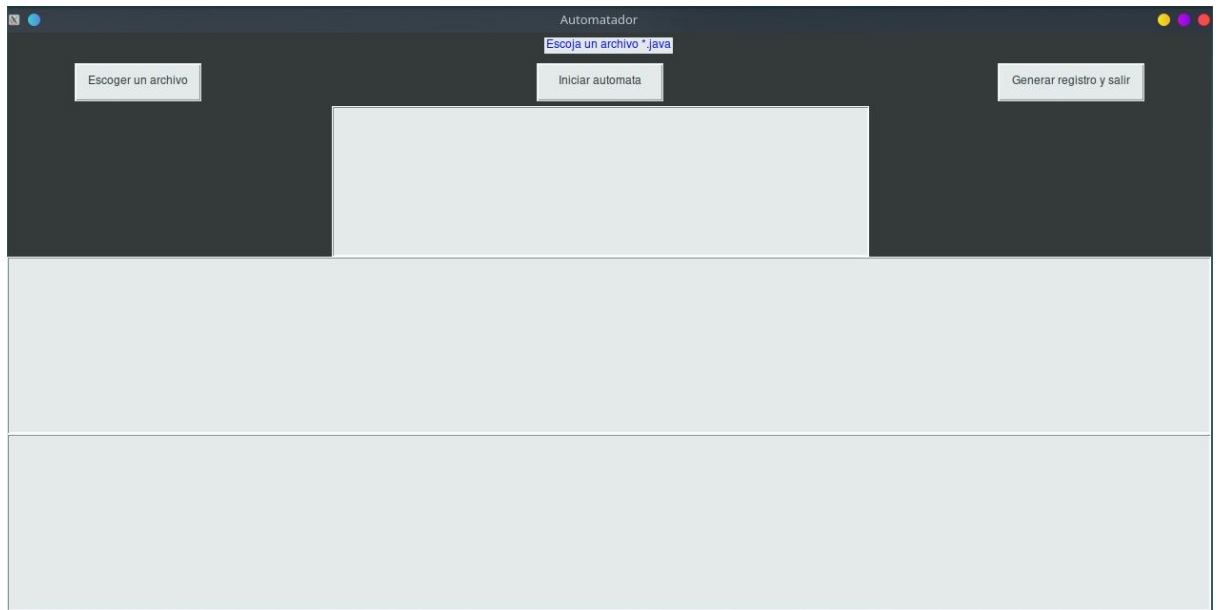 Automatador
Escoja un archivo *.java
Escoger un archivo
Iniciar automata
Generar registro y salir